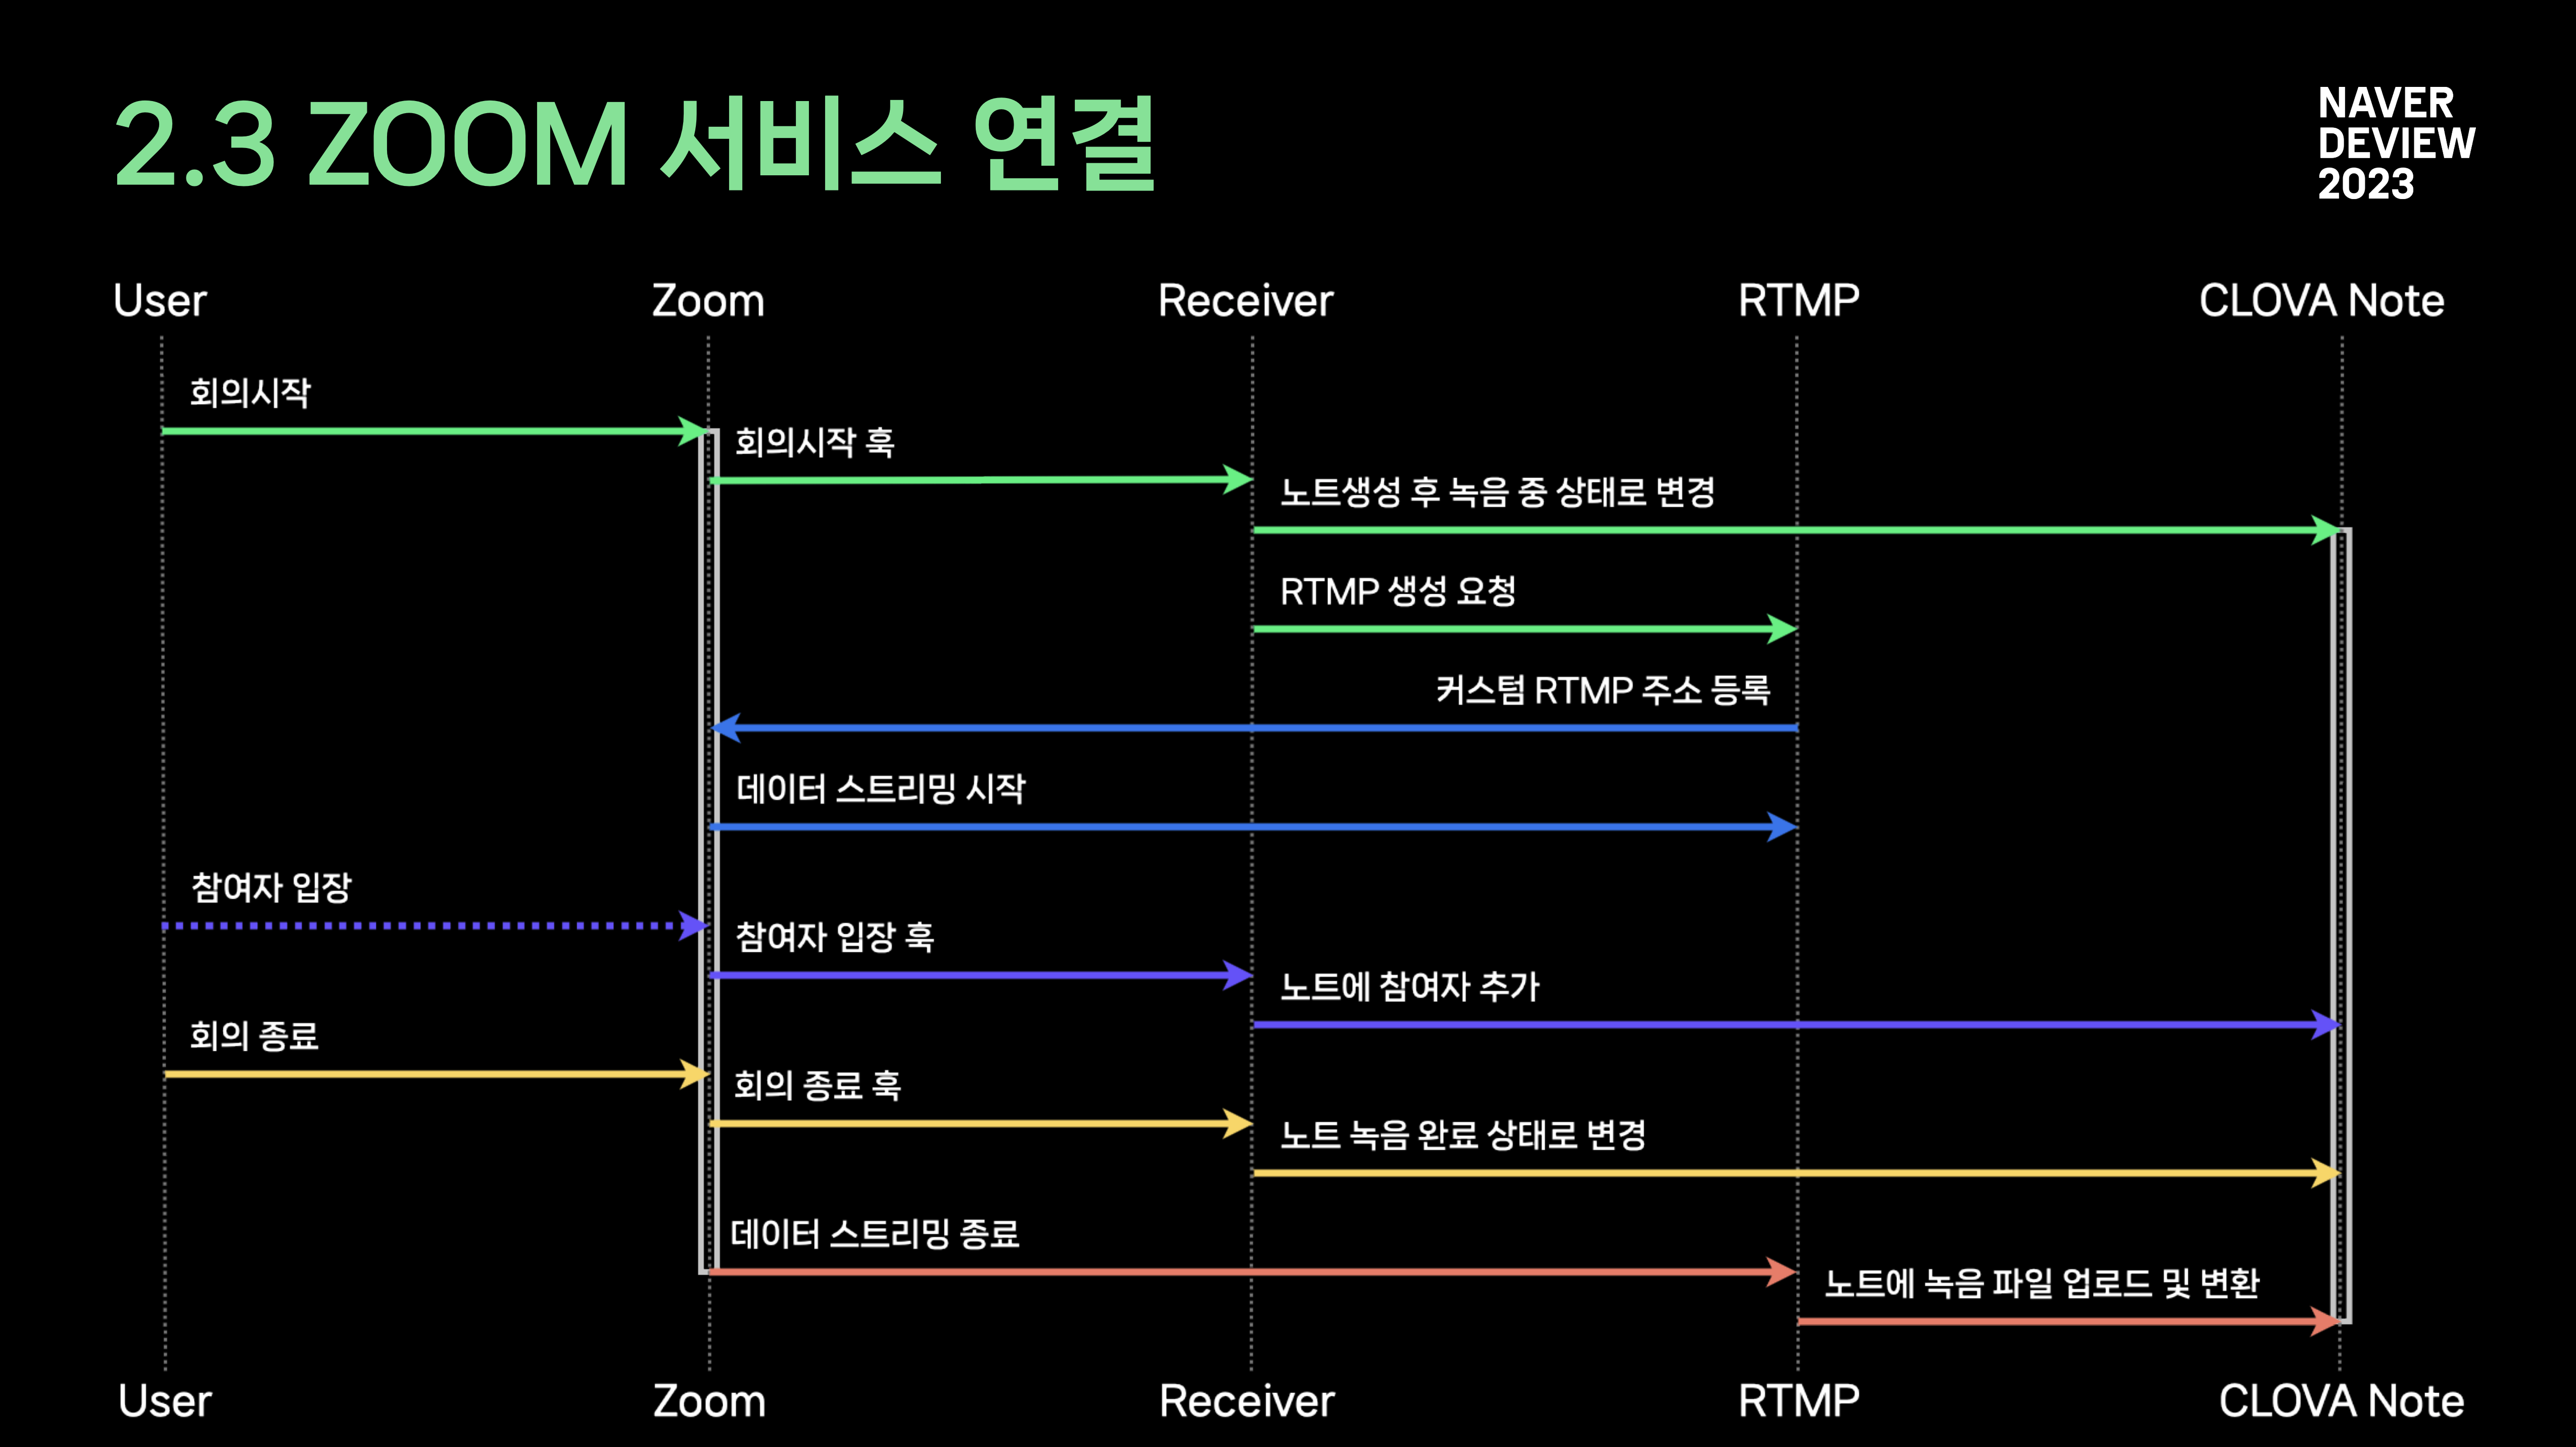 2.3 ZOOM 서비스 연결
NAVER
DEVIEW
2023
User
Zoom
Receiver
RTMP
CLOVA Note
회의시작
회의시작 훅
노트생성 후 녹음 중 상태로 변경
RTMP 생성 요청
커스텀 RTMP 주소 등록
데이터 스트리밍 시작
참여자 입장
참여자 입장 훅
노트에 참여자 추가
회의 종료
회의 종료 훅
노트 녹음 완료 상태로 변경
데이터 스트리밍 종료
노트에 녹음 파일 업로드 및 변환
User
Zoom
Receiver
RTMP
CLOVA Note